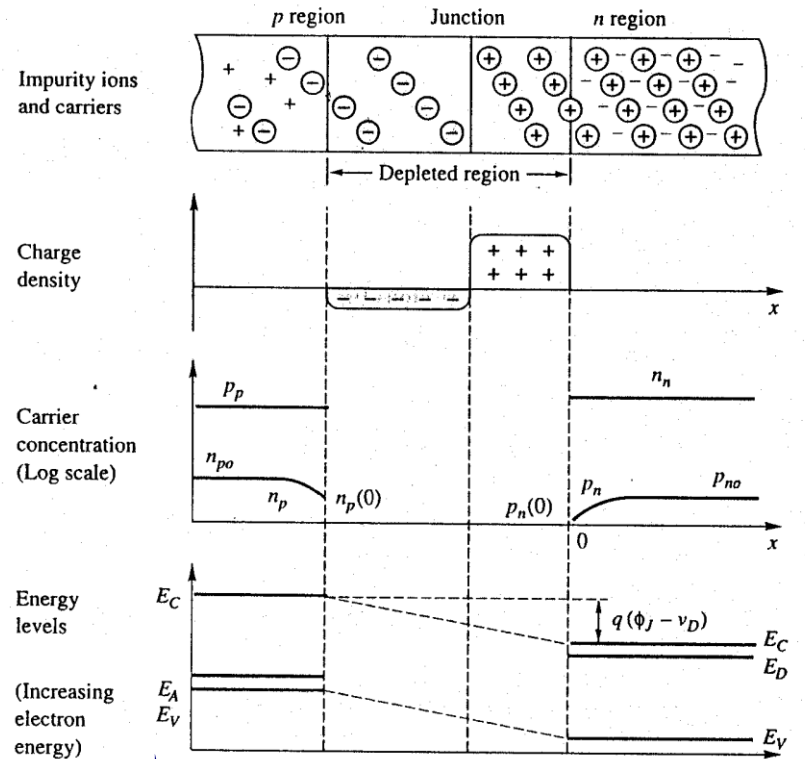 p region Junction n region
Impurity ions
and carriers
Depleted region
Charge
density
x
Carrier
concentration
(Log scale)
p_p
n_n
n_po
n_p
n_p(0)
p_n(0)
p_n
p_no
0
x
Energy
levels
E_C
q(ϕ_J − v_D)
E_C
E_D
(Increasing
electron
energy)
E_A
E_V
E_V